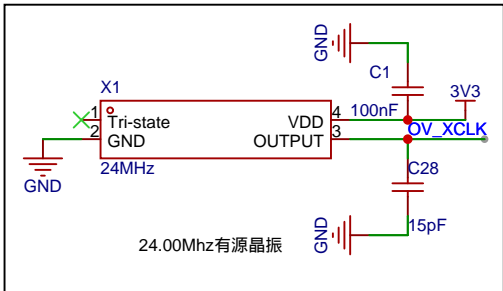 GND
C1
X1
3V3
1
Tri-state
VDD
4
100nF
2
GND
OUTPUT
3
OV_XCLK
24MHz
C28
GND
GND
15pF
24.00Mhz有源晶振